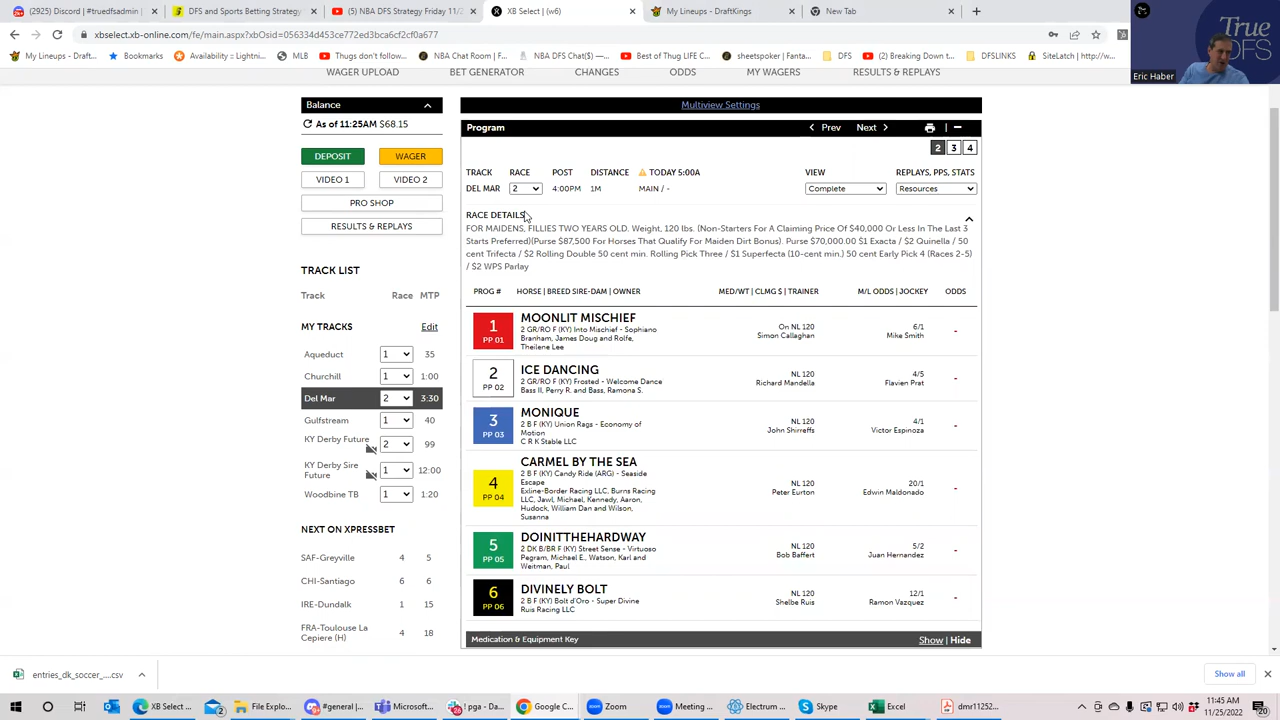 (2925) Discord | #truedfsadmin
DFS and Sports Betting Strategy
(5) NBA DFS Strategy Friday 11/2
XB Select | (w6)
My Lineups - DraftKings
New Tab
xbselect.xb-online.com/fe/main.aspx?xbOsid=056334d453ce772ed3bca6cf2cf0a677
My Lineups - Draft...
Bookmarks
Availability :: Lightni...
MLB
Thugs don't follow...
NBA Chat Room | F...
NBA DFS Chat($) -...
Best of Thug LIFE C...
sheetspoker | Fanta...
DFS
(2) Breaking Down t...
DFSLINKS
SiteLatch | http://w...
True
DFS
Eric Haber
WAGER UPLOAD
BET GENERATOR
CHANGES
ODDS
MY WAGERS
RESULTS & REPLAYS
Balance
As of 11:25AM $68.15
DEPOSIT
WAGER
VIDEO 1
VIDEO 2
PRO SHOP
RESULTS & REPLAYS
TRACK LIST
Track Race MTP
MY TRACKS Edit
Aqueduct 1 35
Churchill 1 1:00
Del Mar 2 3:30
Gulfstream 1 40
KY Derby Future 2 99
KY Derby Sire
Future 1 12:00
Woodbine TB 1 1:20
NEXT ON XPRESSBET
SAF-Greyville 4 5
CHI-Santiago 6 6
IRE-Dundalk 1 15
FRA-Toulouse La
Cepiere (H) 4 18
Multiview Settings
Program
Prev
Next
2 3 4
TRACK RACE POST DISTANCE TODAY 5:00A VIEW REPLAYS, PPS, STATS
DEL MAR 2 4:00PM 1M MAIN / - Complete Resources
RACE DETAILS
FOR MAIDENS, FILLIES TWO YEARS OLD. Weight, 120 lbs. (Non-Starters For A Claiming Price Of $40,000 Or Less In The Last 3
Starts Preferred)(Purse $87,500 For Horses That Qualify For Maiden Dirt Bonus). Purse $70,000.00 $1 Exacta / $2 Quinella / 50
cent Trifecta / $2 Rolling Double 50 cent min. Rolling Pick Three / $1 Superfecta (10-cent min.) 50 cent Early Pick 4 (Races 2-5)
/ $2 WPS Parlay
PROG # HORSE | BREED SIRE-DAM | OWNER MED/WT | CLMG $ | TRAINER M/L ODDS | JOCKEY ODDS
1
PP 01
MOONLIT MISCHIEF
2 GR/RO F (KY) Into Mischief - Sophiano
Branham, James Doug and Rolfe,
Theilene Lee
On NL 120
Simon Callaghan
6/1
Mike Smith
-
2
PP 02
ICE DANCING
2 GR/RO F (KY) Frosted - Welcome Dance
Bass II, Perry R. and Bass, Ramona S.
NL 120
Richard Mandella
4/5
Flavien Prat
-
3
PP 03
MONIQUE
2 B F (KY) Union Rags - Economy of
Motion
C R K Stable LLC
NL 120
John Shirreffs
4/1
Victor Espinoza
-
4
PP 04
CARMEL BY THE SEA
2 B F (KY) Candy Ride (ARG) - Seaside
Escape
Exline-Border Racing LLC, Burns Racing
LLC, Jawl, Michael, Kennedy, Aaron,
Hudock, William Dan and Wilson,
Susanna
NL 120
Peter Eurton
20/1
Edwin Maldonado
-
5
PP 05
DOINITTHEHARDWAY
2 DK B/BR F (KY) Street Sense - Virtuoso
Pegram, Michael E., Watson, Karl and
Weitman, Paul
NL 120
Bob Baffert
5/2
Juan Hernandez
-
6
PP 06
DIVINELY BOLT
2 B F (KY) Bolt d'Oro - Super Divine
Ruis Racing LLC
NL 120
Shelbe Ruis
12/1
Ramon Vazquez
-
Medication & Equipment Key
Show | Hide
entries_dk_soccer_....csv
Show all
XB Select ...
File Explo...
#general |...
Microsoft...
! pga - Da...
Google C...
Zoom
Meeting ...
Electrum ...
Skype
Excel
dmr11252...
11:45 AM
11/25/2022